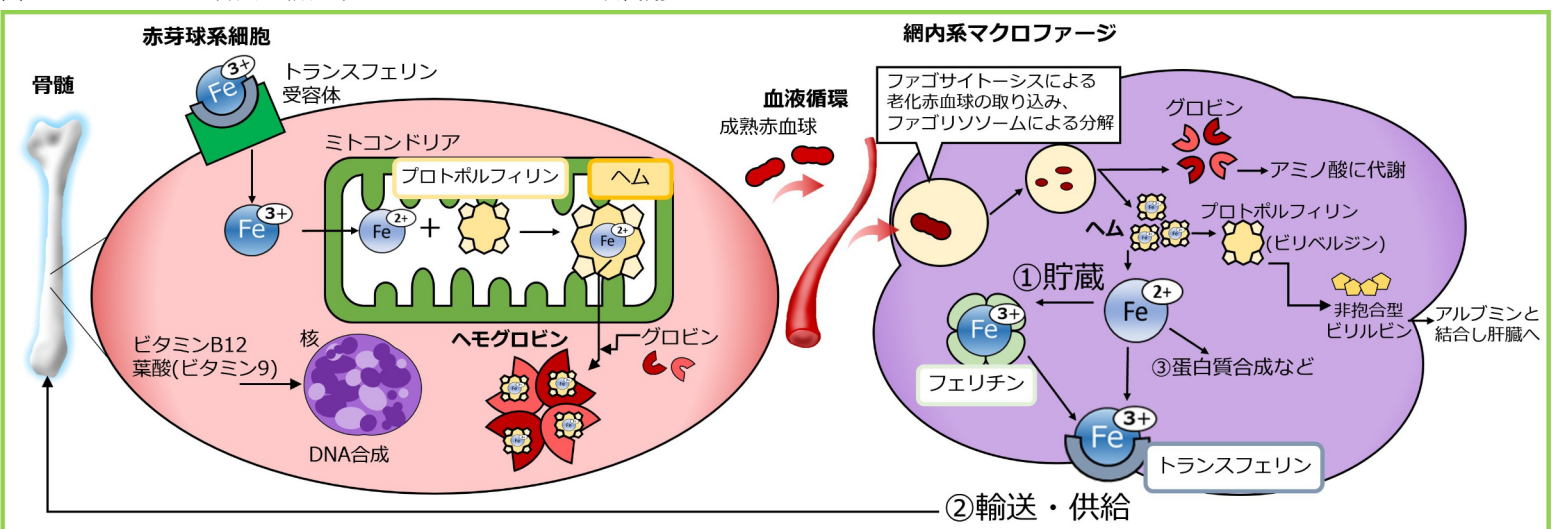 赤芽球系細胞
骨髄
3+
Fe
トランスフェリン
受容体
ミトコンドリア
プロトポルフィリン
ヘム
Fe
3+
Fe
2+
+
Fe
2+
ヘモグロビン
グロビン
ビタミンB12
葉酸(ビタミン9)
核
DNA合成
Fe
Fe
Fe
Fe
血液循環
成熟赤血球
網内系マクロファージ
ファゴサイトーシスによる
老化赤血球の取り込み、
ファゴリソソームによる分解
グロビン
アミノ酸に代謝
ヘム
プロトポルフィリン
(ビリベルジン)
非抱合型
ビリルビン
アルブミンと
結合し肝臓へ
①貯蔵
Fe
2+
Fe
3+
フェリチン
③蛋白質合成など
Fe
3+
トランスフェリン
②輸送・供給